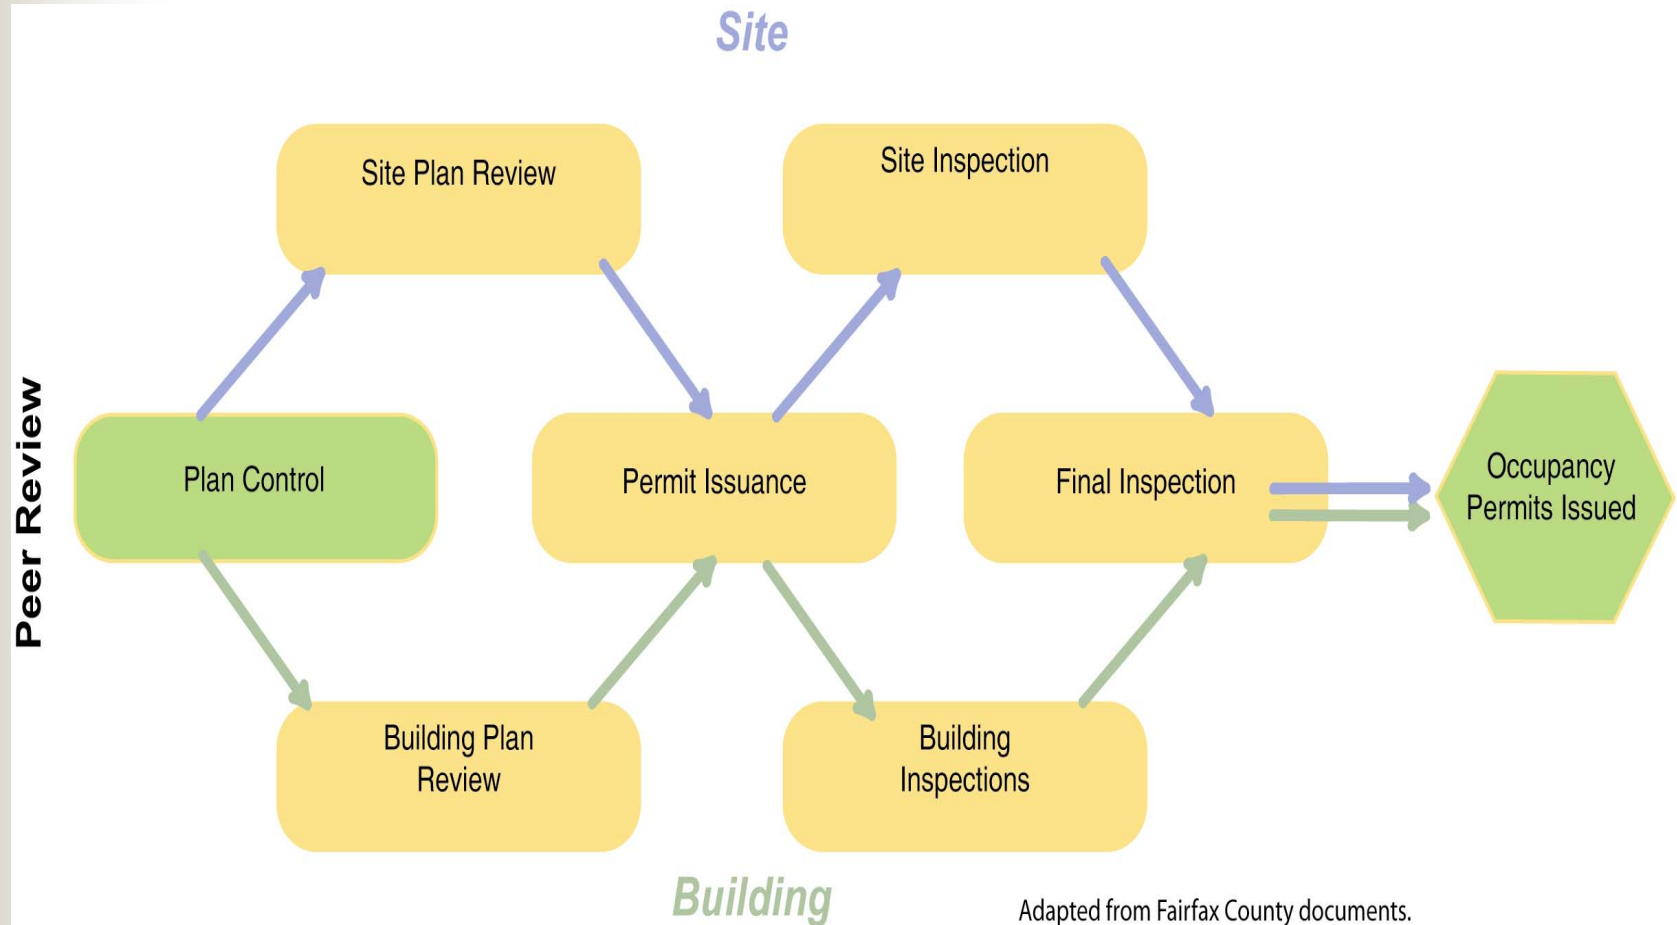 Site
Site Plan Review
Site Inspection
Peer Review
Plan Control
Permit Issuance
Final Inspection
Occupancy
Permits Issued
Building Plan
Review
Building
Inspections
Building
Adapted from Fairfax County documents.